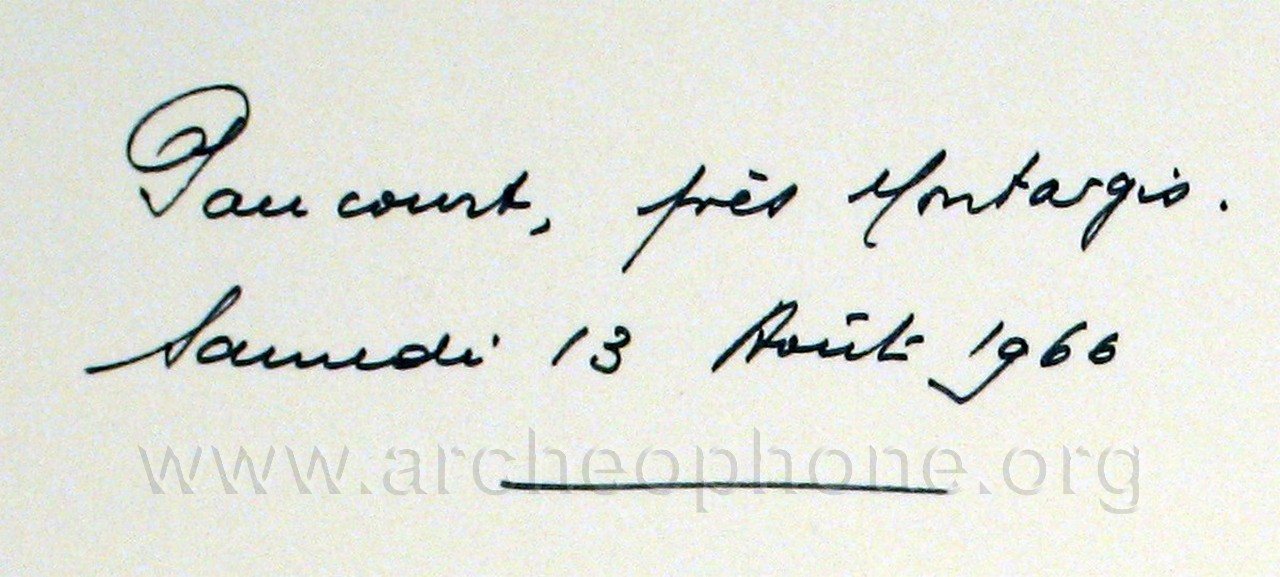 Paucourt, près Montargis.
Samedi 13 Août 1966
www.archeophone.org